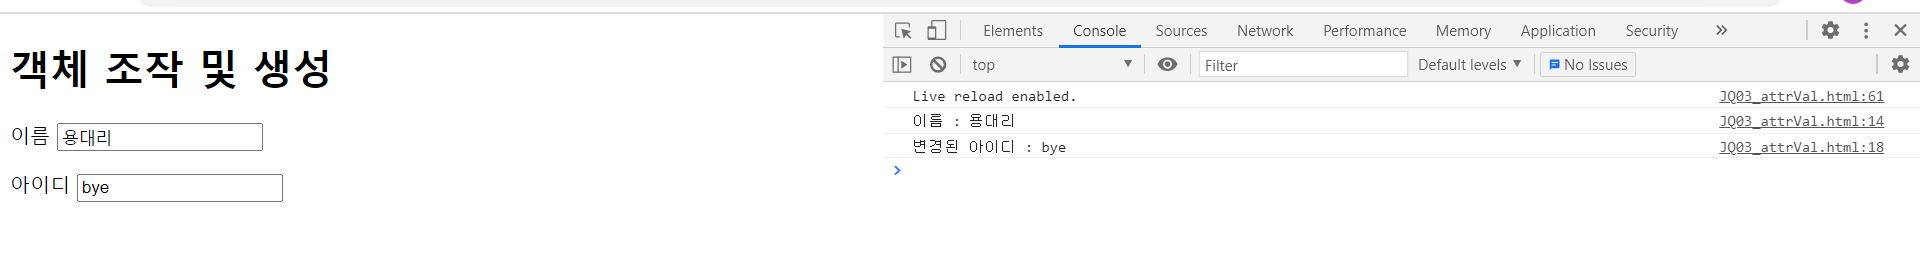 객체 조작 및 생성
이름 용대리
아이디 bye
Elements Console Sources Network Performance Memory Application Security
top Filter Default levels No Issues
Live reload enabled. JQ03_attrVal.html:61
이름 : 용대리 JQ03_attrVal.html:14
변경된 아이디 : bye JQ03_attrVal.html:18